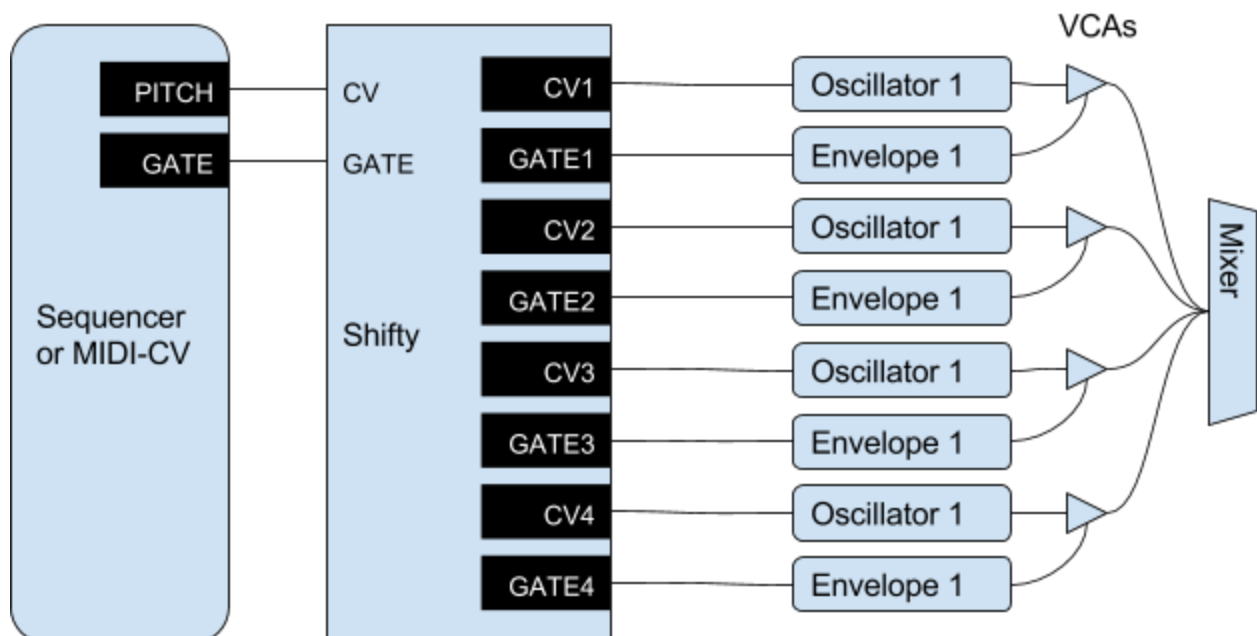 VCAs
PITCH
GATE
Sequencer
or MIDI-CV
CV
GATE
Shifty
CV1
GATE1
CV2
GATE2
CV3
GATE3
CV4
GATE4
Oscillator 1
Envelope 1
Oscillator 1
Envelope 1
Oscillator 1
Envelope 1
Oscillator 1
Envelope 1
Mixer